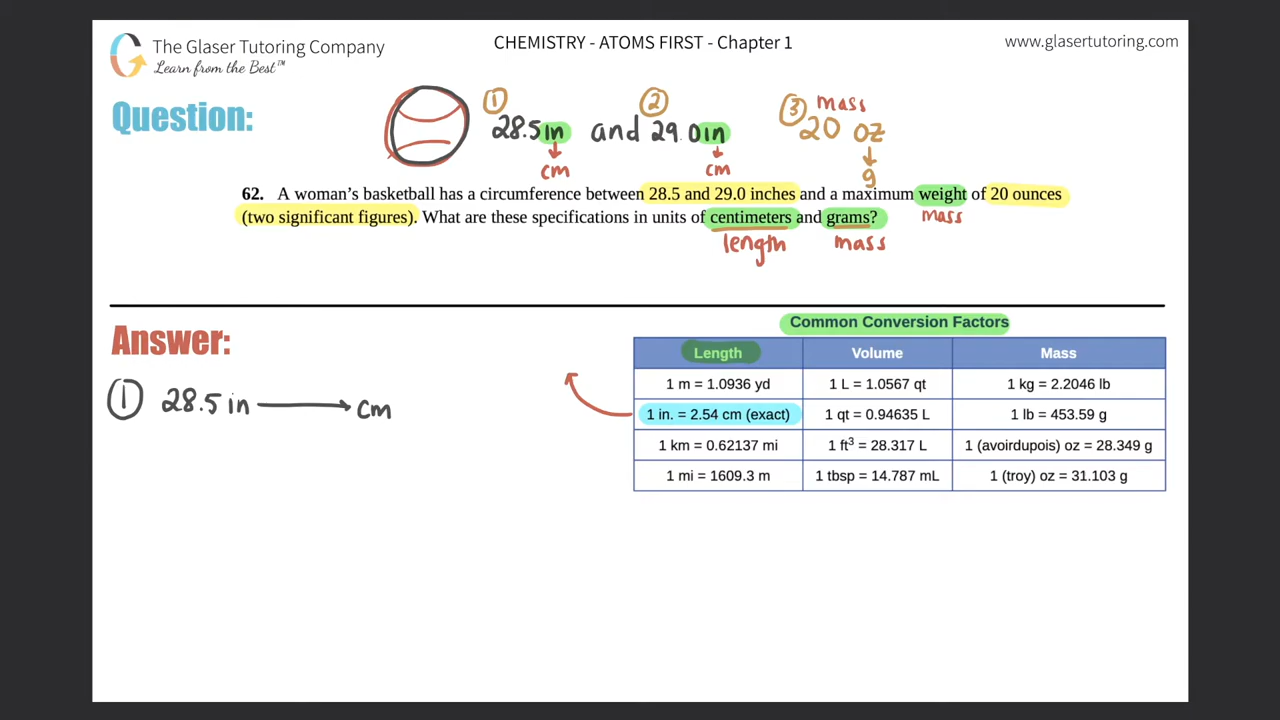 The Glaser Tutoring Company
Learn from the Best™
CHEMISTRY - ATOMS FIRST - Chapter 1
www.glasertutoring.com
Question:
① 28.5in and ② 29.0in ③ mass 20 oz
cm cm g
62. A woman's basketball has a circumference between 28.5 and 29.0 inches and a maximum weight of 20 ounces
(two significant figures). What are these specifications in units of centimeters and grams?
mass
length mass
Answer:
① 28.5 in cm
Common Conversion Factors
Length Volume Mass
1 m = 1.0936 yd 1 L = 1.0567 qt 1 kg = 2.2046 lb
1 in. = 2.54 cm (exact) 1 qt = 0.94635 L 1 lb = 453.59 g
1 km = 0.62137 mi 1 ft³ = 28.317 L 1 (avoirdupois) oz = 28.349 g
1 mi = 1609.3 m 1 tbsp = 14.787 mL 1 (troy) oz = 31.103 g